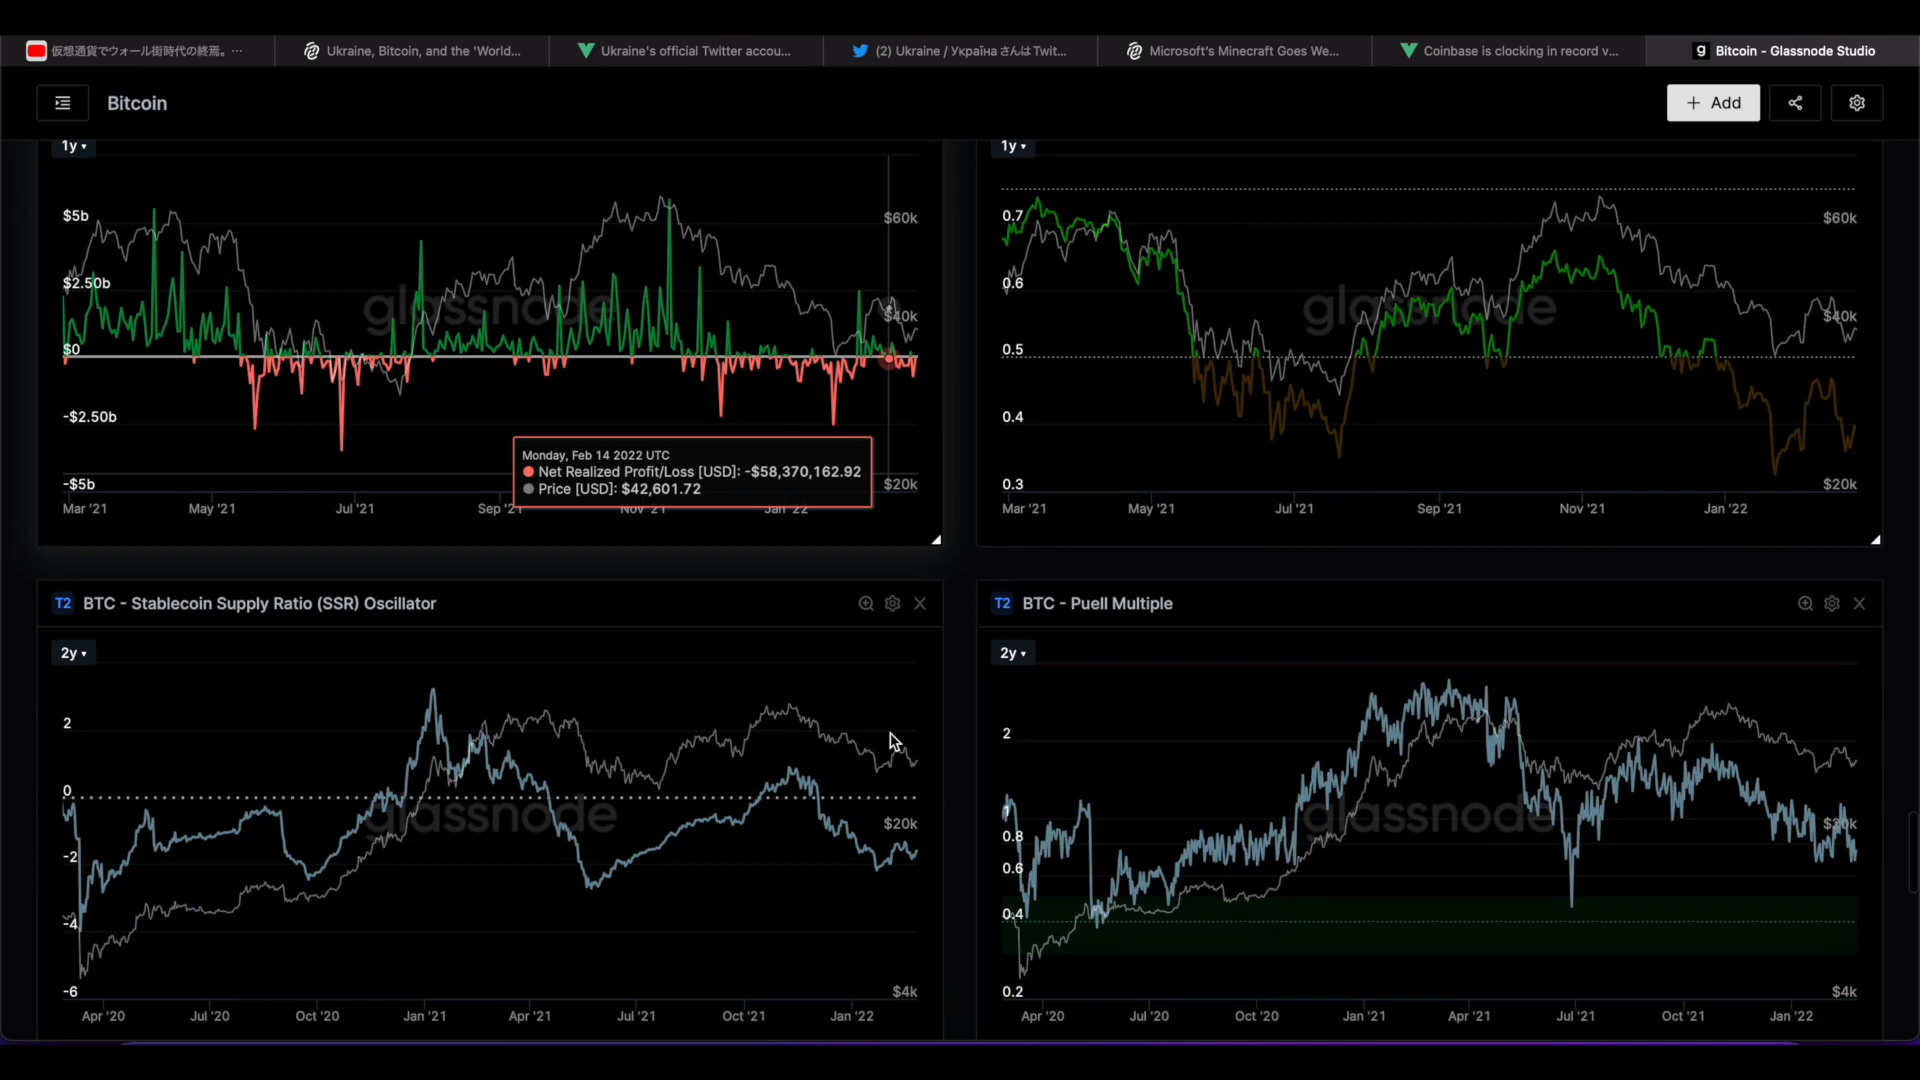 仮想通貨でウォール街時代の終焉。…
Ukraine, Bitcoin, and the 'World...
Ukraine's official Twitter accou...
(2) Ukraine / Україна さんはTwit...
Microsoft's Minecraft Goes We...
Coinbase is clocking in record v...
g Bitcoin - Glassnode Studio
Bitcoin
+ Add
1y
$5b
$2.50b
$0
-$2.50b
-$5b
$60k
$40k
$20k
glassnode
Monday, Feb 14 2022 UTC
Net Realized Profit/Loss [USD]: -$58,370,162.92
Price [USD]: $42,601.72
Mar '21 May '21 Jul '21 Sep '21 Nov '21 Jan '22
1y
0.7
0.6
0.5
0.4
0.3
$60k
$40k
$20k
glassnode
Mar '21 May '21 Jul '21 Sep '21 Nov '21 Jan '22
T2 BTC - Stablecoin Supply Ratio (SSR) Oscillator
2y
2
0
-2
-4
-6
$20k
$4k
glassnode
Apr '20 Jul '20 Oct '20 Jan '21 Apr '21 Jul '21 Oct '21 Jan '22
T2 BTC - Puell Multiple
2y
2
1
0.8
0.6
0.4
0.2
$20k
$4k
glassnode
Apr '20 Jul '20 Oct '20 Jan '21 Apr '21 Jul '21 Oct '21 Jan '22